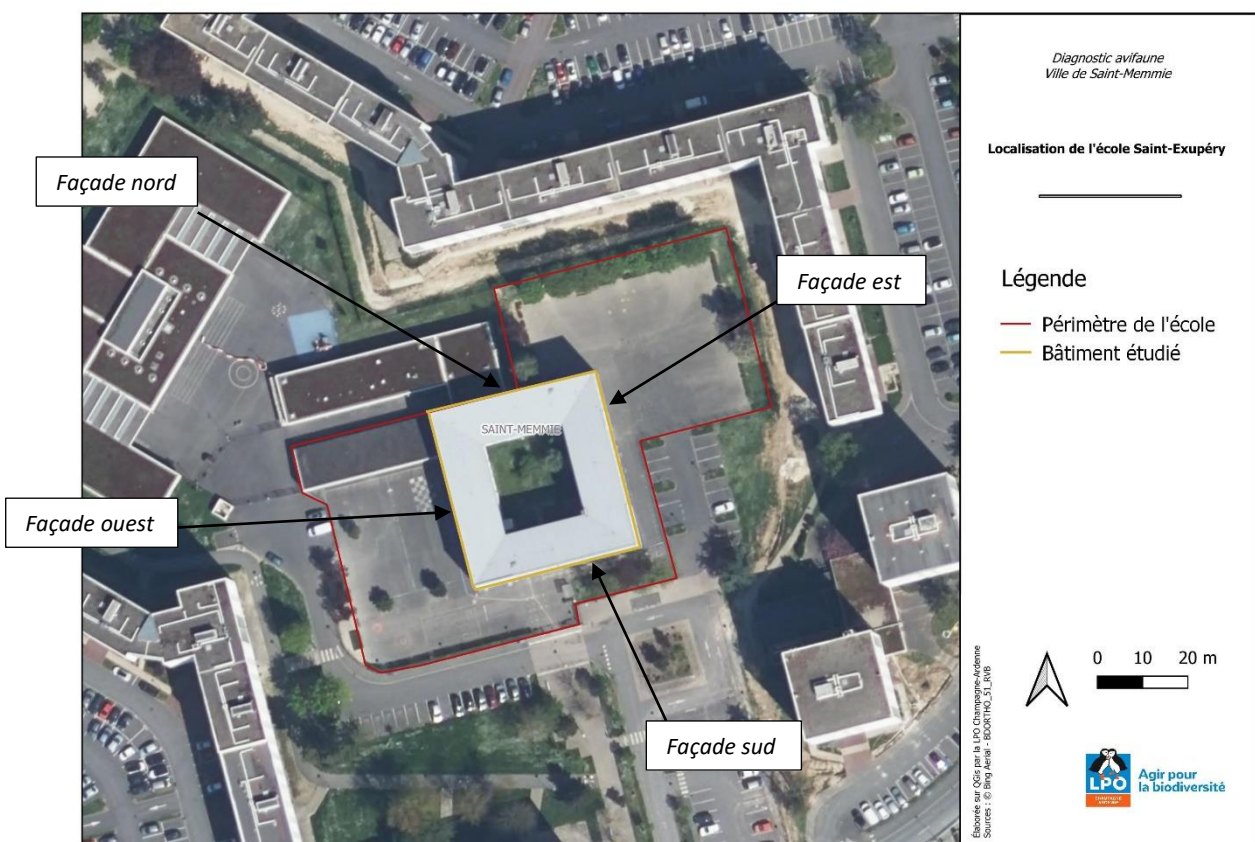 Diagnostic avifaune
Ville de Saint-Memmie
Localisation de l'école Saint-Exupéry
Légende
Périmètre de l'école
Bâtiment étudié
Façade nord
Façade est
Façade ouest
Façade sud
SAINT-MEMMIE
0 10 20 m
Élaborée sur QGis par la LPO Champagne-Ardenne
Sources : © Bing Aerial - BDORTHO_51_RVB
LPO
CHAMPAGNE
ARDENNE
Agir pour
la biodiversité